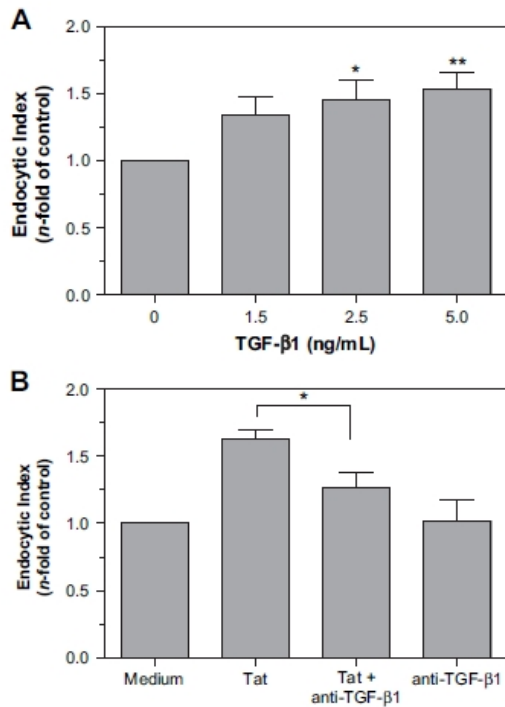 A
Endocytic Index
(n-fold of control)
2.0
1.5
1.0
0.5
0.0
*
**
0
1.5
2.5
5.0
TGF-β1 (ng/mL)
B
Endocytic Index
(n-fold of control)
2.0
1.5
1.0
0.5
0.0
*
Medium
Tat
Tat +
anti-TGF-β1
anti-TGF-β1